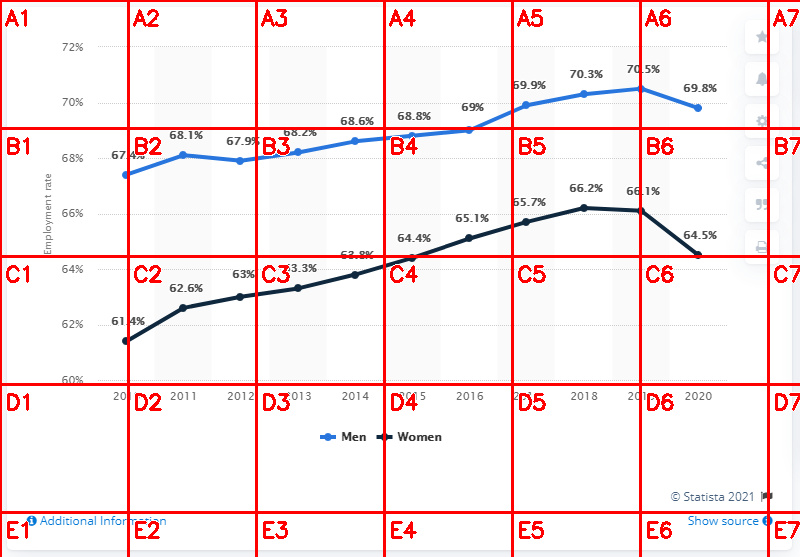 A1 A2 A3 A4 A5 A6 A7
72%
70%
68%
66%
64%
62%
60%
Employment rate
67.4% 68.1% 67.9% 68.2% 68.6% 68.8% 69% 69.9% 70.3% 70.5% 69.8%
B1 B2 B3 B4 B5 B6 B7
61.4% 62.6% 63% 63.3% 63.8% 64.4% 65.1% 65.7% 66.2% 66.1% 64.5%
C1 C2 C3 C4 C5 C6 C7
2011 2012 2013 2014 2015 2016 2018 2020
D1 D2 D3 D4 D5 D6 D7
Men Women
© Statista 2021
Additional Information Show source
E1 E2 E3 E4 E5 E6 E7